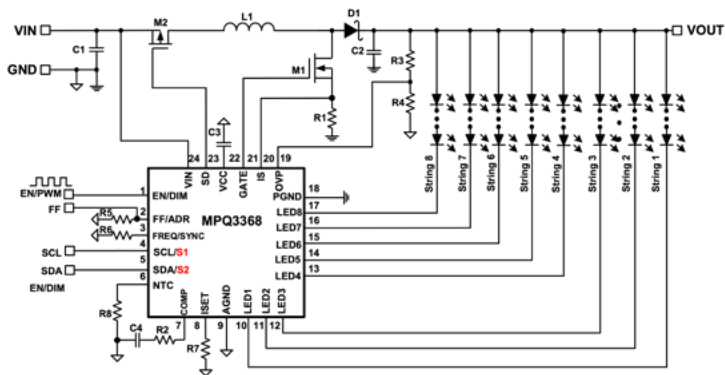 M2 L1 D1
VIN VOUT
C1 C2 R3
GND M1
R1 R4
C3
24 23 22 21 20 19
VIN SD VCC GATE IS OVP
String 8 String 7 String 6 String 5 String 4 String 3 String 2 String 1
EN/PWM 1 EN/DIM PGND 18
FF R5 2 FF/ADR MPQ3368 LED8 17
R6 3 FREQ/SYNC LED7 16
SCL 4 SCL/S1 LED6 15
SDA 5 SDA/S2 LED5 14
EN/DIM 6 NTC LED4 13
COMP ISET AGND LED1 LED2 LED3
R8 C4 R2 7 8 9 10 11 12
R7